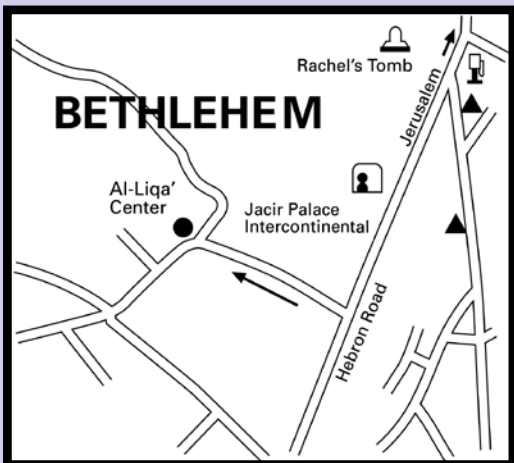 Rachel's Tomb
Jerusalem
BETHLEHEM
Al-Liqa'
Center
Jacir Palace
Intercontinental
Hebron Road